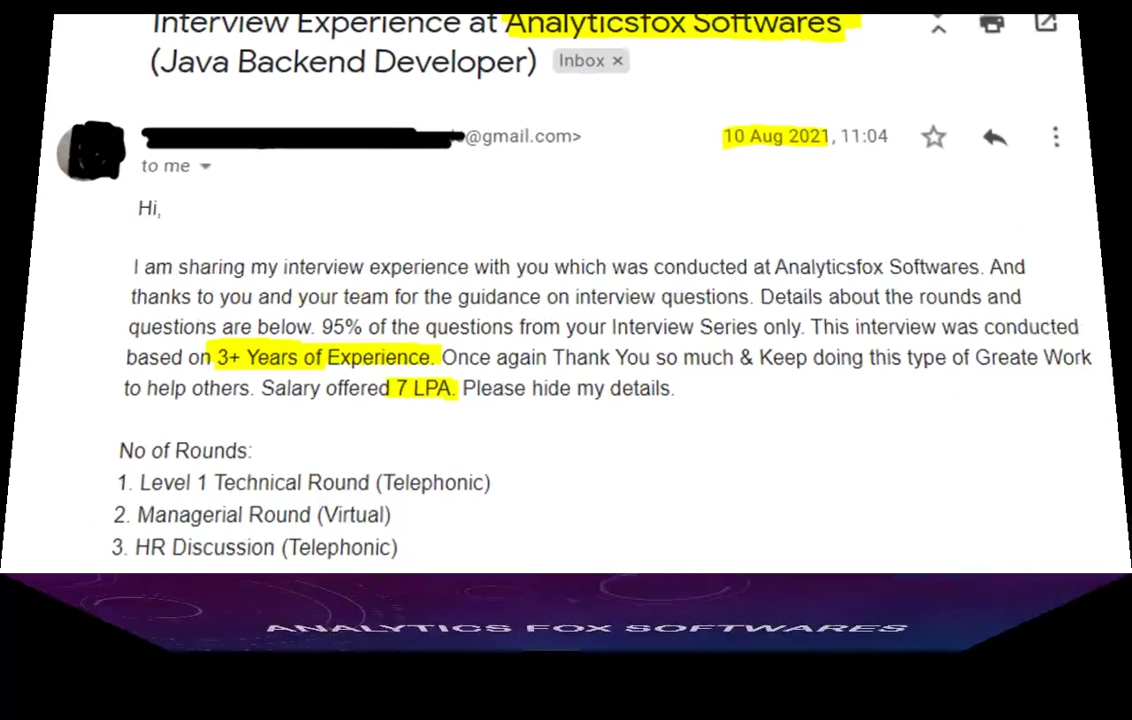 Interview Experience at Analyticsfox Softwares
(Java Backend Developer) Inbox ×
@gmail.com> 10 Aug 2021, 11:04
to me
Hi,
I am sharing my interview experience with you which was conducted at Analyticsfox Softwares. And
thanks to you and your team for the guidance on interview questions. Details about the rounds and
questions are below. 95% of the questions from your Interview Series only. This interview was conducted
based on 3+ Years of Experience. Once again Thank You so much & Keep doing this type of Greate Work
to help others. Salary offered 7 LPA. Please hide my details.
No of Rounds:
1. Level 1 Technical Round (Telephonic)
2. Managerial Round (Virtual)
3. HR Discussion (Telephonic)
ANALYTICS FOX SOFTWARES